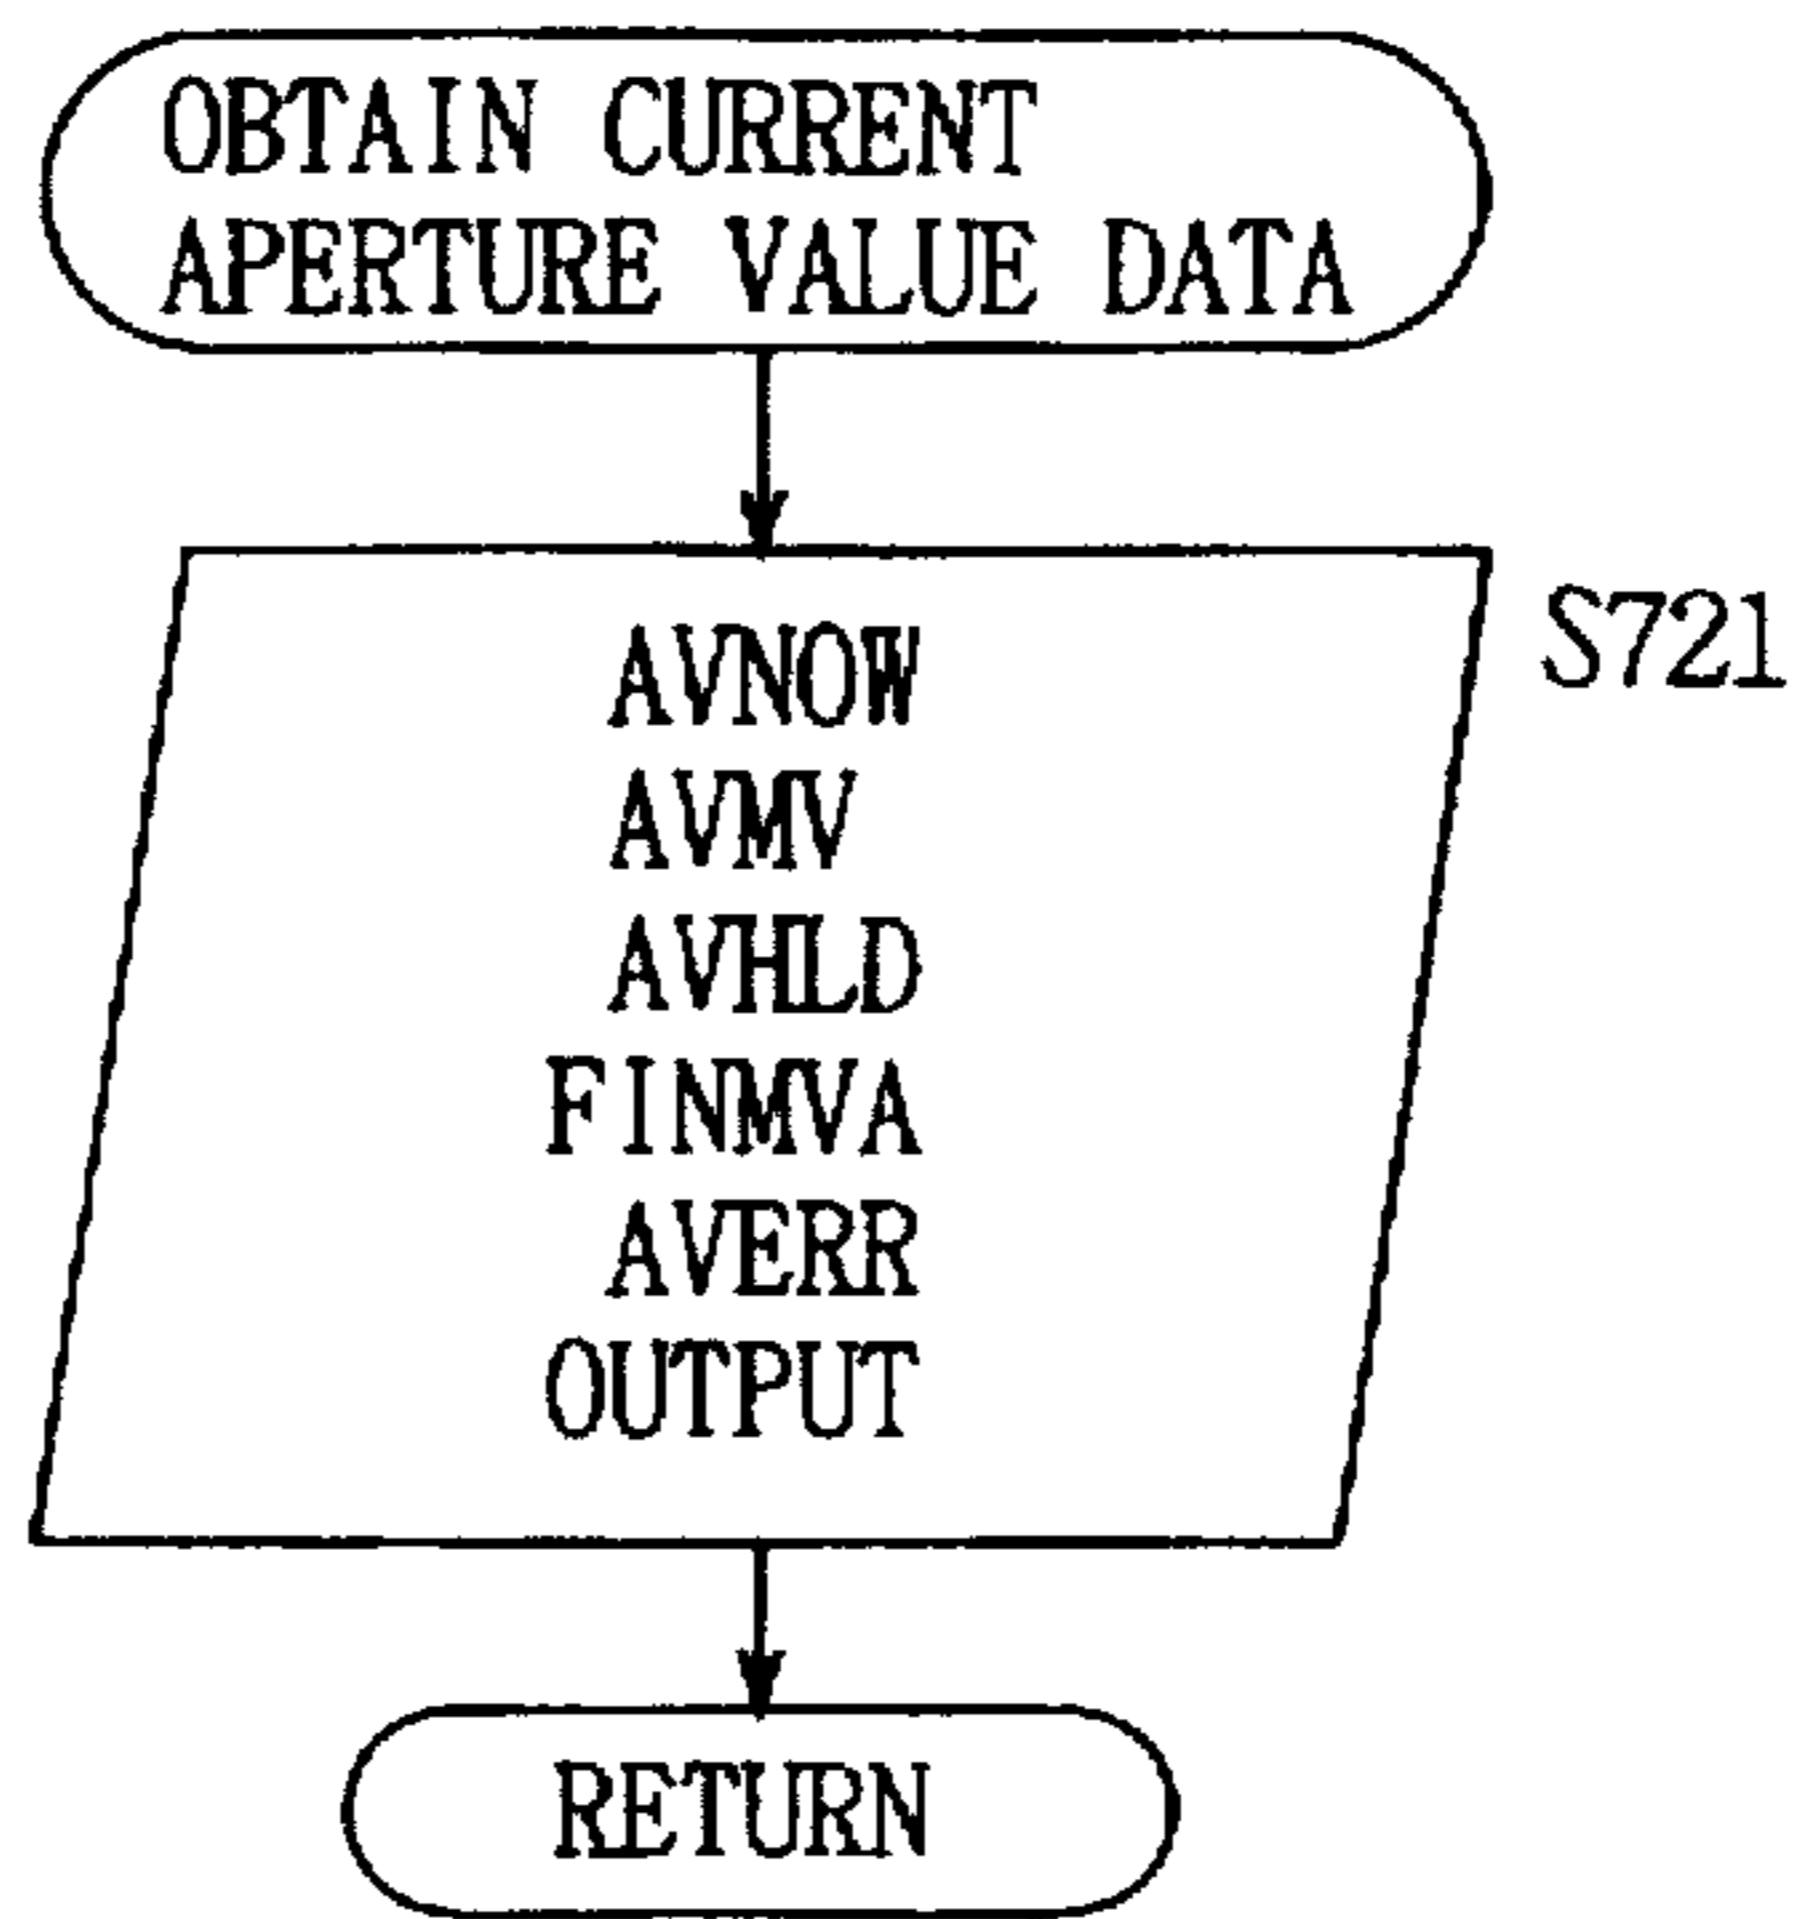 OBTAIN CURRENT
APERTURE VALUE DATA
S721
AVNOW
AVMV
AVHLD
FINMVA
AVERR
OUTPUT
RETURN